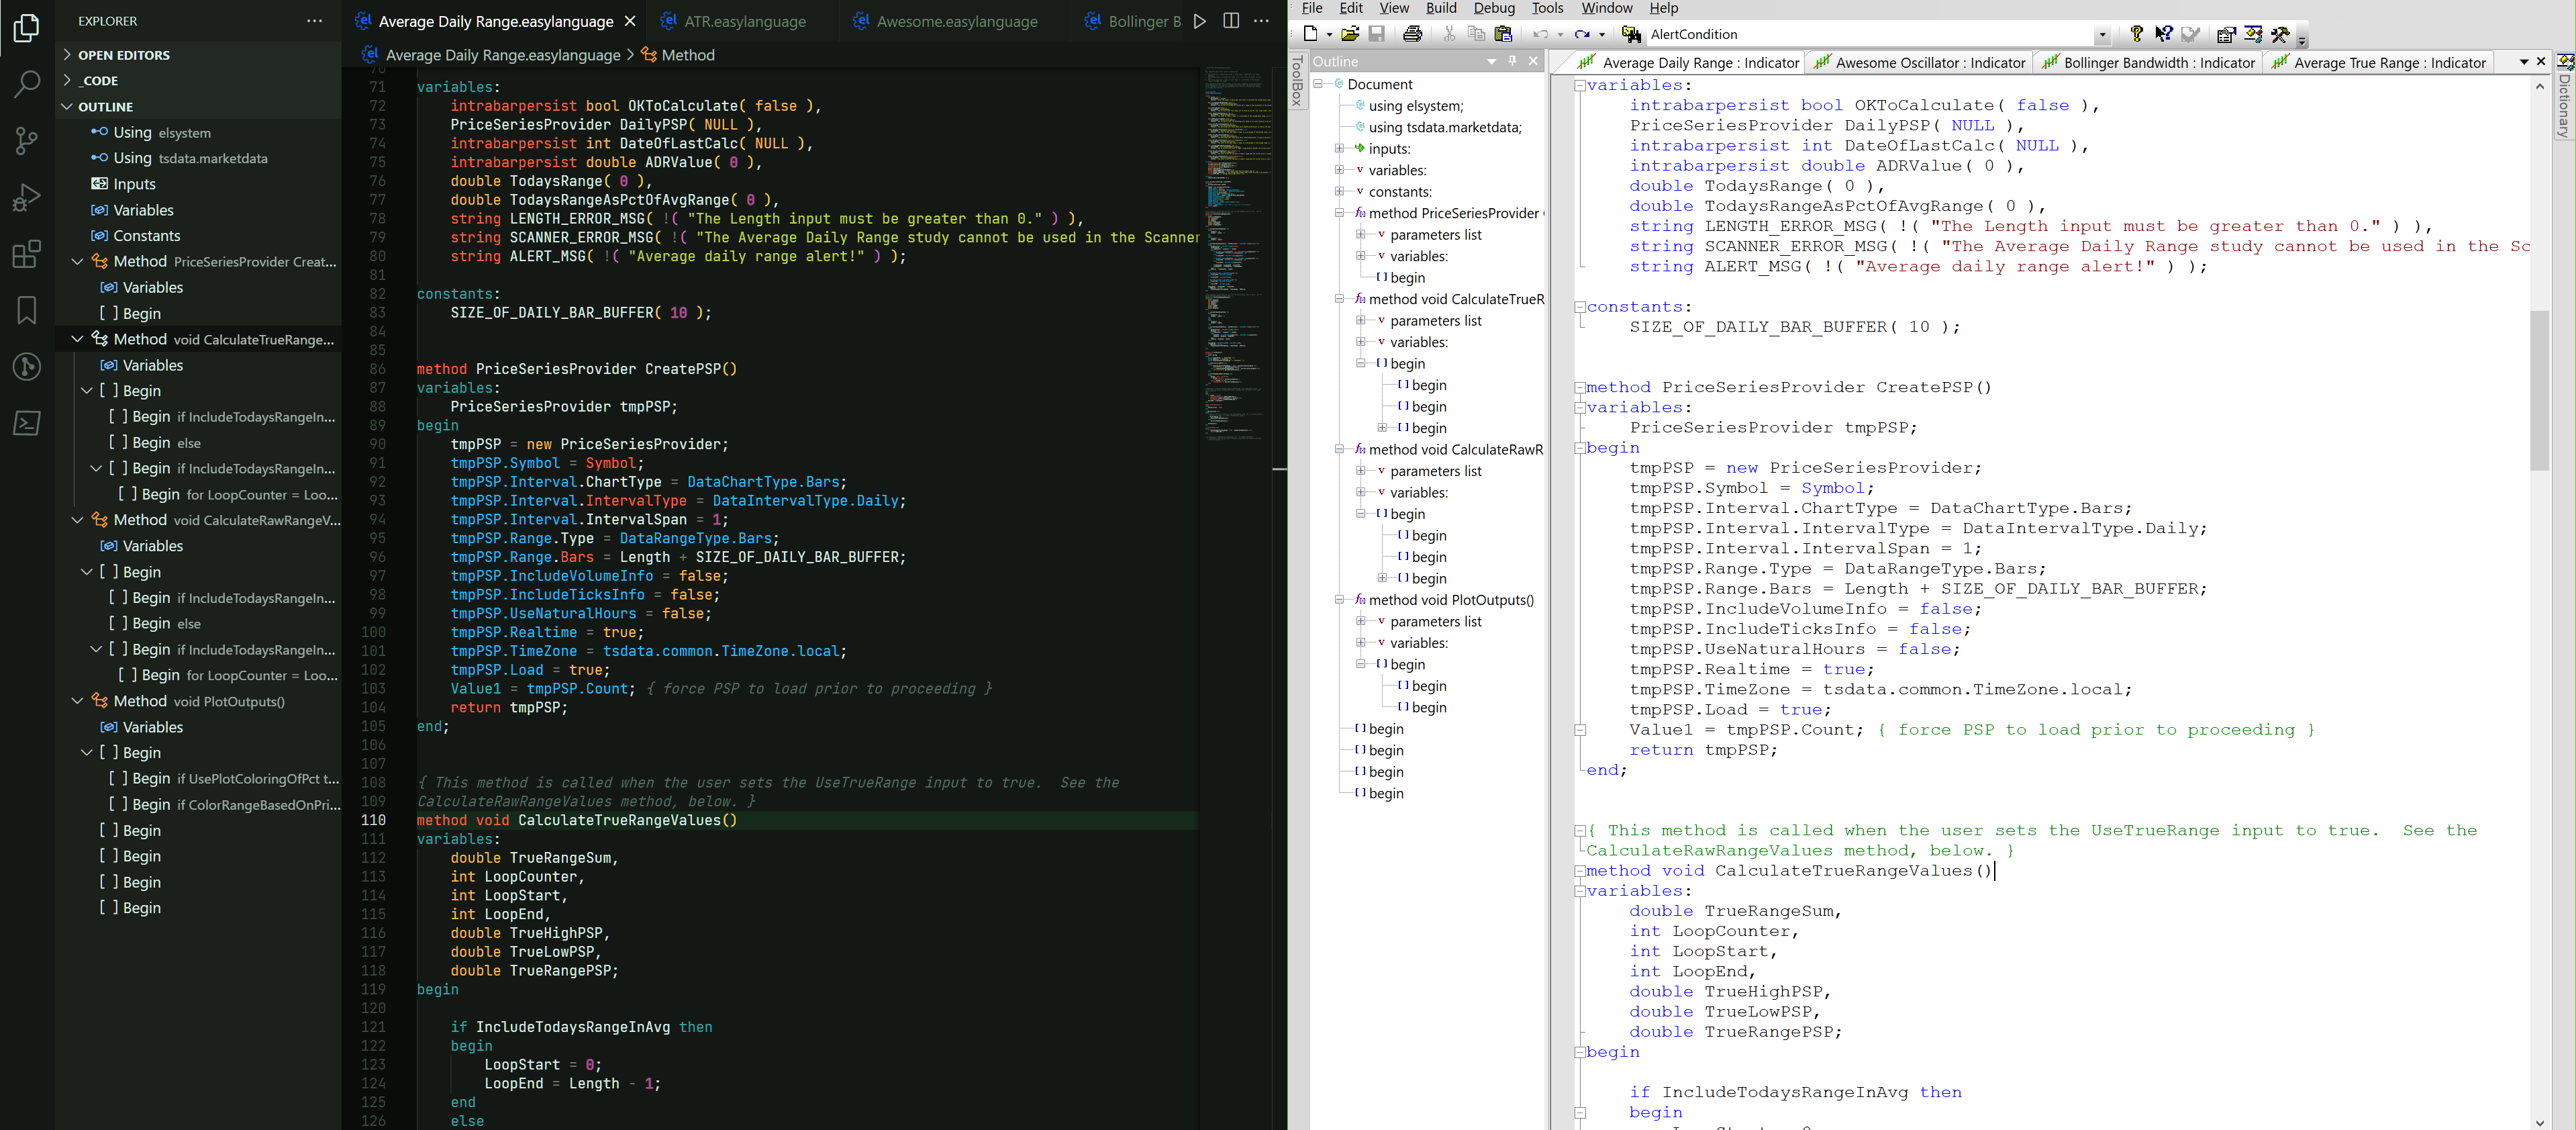 EXPLORER
OPEN EDITORS
_CODE
OUTLINE
Using elsystem
Using tsdata.marketdata
Inputs
Variables
Constants
Method PriceSeriesProvider Creat...
Variables
[ ] Begin
Method void CalculateTrueRange...
Variables
[ ] Begin
[ ] Begin if IncludeTodaysRangeIn...
[ ] Begin else
[ ] Begin if IncludeTodaysRangeIn...
[ ] Begin for LoopCounter = Loo...
Method void CalculateRawRangeV...
Variables
[ ] Begin
[ ] Begin if IncludeTodaysRangeIn...
[ ] Begin else
[ ] Begin if IncludeTodaysRangeIn...
[ ] Begin for LoopCounter = Loo...
Method void PlotOutputs()
Variables
[ ] Begin
[ ] Begin if UsePlotColoringOfPct t...
[ ] Begin if ColorRangeBasedOnPri...
[ ] Begin
[ ] Begin
[ ] Begin
[ ] Begin
Average Daily Range.easylanguage ATR.easylanguage Awesome.easylanguage Bollinger B
Average Daily Range.easylanguage > Method
70
71 variables:
72 intrabarpersist bool OKToCalculate( false ),
73 PriceSeriesProvider DailyPSP( NULL ),
74 intrabarpersist int DateOfLastCalc( NULL ),
75 intrabarpersist double ADRValue( 0 ),
76 double TodaysRange( 0 ),
77 double TodaysRangeAsPctOfAvgRange( 0 ),
78 string LENGTH_ERROR_MSG( !( "The Length input must be greater than 0." ) ),
79 string SCANNER_ERROR_MSG( !( "The Average Daily Range study cannot be used in the Scanner
80 string ALERT_MSG( !( "Average daily range alert!" ) );
81
82 constants:
83 SIZE_OF_DAILY_BAR_BUFFER( 10 );
84
85
86 method PriceSeriesProvider CreatePSP()
87 variables:
88 PriceSeriesProvider tmpPSP;
89 begin
90 tmpPSP = new PriceSeriesProvider;
91 tmpPSP.Symbol = Symbol;
92 tmpPSP.Interval.ChartType = DataChartType.Bars;
93 tmpPSP.Interval.IntervalType = DataIntervalType.Daily;
94 tmpPSP.Interval.IntervalSpan = 1;
95 tmpPSP.Range.Type = DataRangeType.Bars;
96 tmpPSP.Range.Bars = Length + SIZE_OF_DAILY_BAR_BUFFER;
97 tmpPSP.IncludeVolumeInfo = false;
98 tmpPSP.IncludeTicksInfo = false;
99 tmpPSP.UseNaturalHours = false;
100 tmpPSP.Realtime = true;
101 tmpPSP.TimeZone = tsdata.common.TimeZone.local;
102 tmpPSP.Load = true;
103 Value1 = tmpPSP.Count; { force PSP to load prior to proceeding }
104 return tmpPSP;
105 end;
106
107
108 { This method is called when the user sets the UseTrueRange input to true.  See the
109 CalculateRawRangeValues method, below. }
110 method void CalculateTrueRangeValues()
111 variables:
112 double TrueRangeSum,
113 int LoopCounter,
114 int LoopStart,
115 int LoopEnd,
116 double TrueHighPSP,
117 double TrueLowPSP,
118 double TrueRangePSP;
119 begin
120
121 if IncludeTodaysRangeInAvg then
122 begin
123 LoopStart = 0;
124 LoopEnd = Length - 1;
125 end
126 else
File Edit View Build Debug Tools Window Help
AlertCondition
ToolBox
Outline
Document
using elsystem;
using tsdata.marketdata;
inputs:
variables:
constants:
method PriceSeriesProvider
parameters list
variables:
begin
method void CalculateTrueR
parameters list
variables:
begin
begin
begin
begin
method void CalculateRawR
parameters list
variables:
begin
begin
begin
begin
method void PlotOutputs()
parameters list
variables:
begin
begin
begin
begin
begin
begin
begin
Average Daily Range : Indicator Awesome Oscillator : Indicator Bollinger Bandwidth : Indicator Average True Range : Indicator
Dictionary
variables:
intrabarpersist bool OKToCalculate( false ),
PriceSeriesProvider DailyPSP( NULL ),
intrabarpersist int DateOfLastCalc( NULL ),
intrabarpersist double ADRValue( 0 ),
double TodaysRange( 0 ),
double TodaysRangeAsPctOfAvgRange( 0 ),
string LENGTH_ERROR_MSG( !( "The Length input must be greater than 0." ) ),
string SCANNER_ERROR_MSG( !( "The Average Daily Range study cannot be used in the Sc
string ALERT_MSG( !( "Average daily range alert!" ) );
constants:
SIZE_OF_DAILY_BAR_BUFFER( 10 );
method PriceSeriesProvider CreatePSP()
variables:
PriceSeriesProvider tmpPSP;
begin
tmpPSP = new PriceSeriesProvider;
tmpPSP.Symbol = Symbol;
tmpPSP.Interval.ChartType = DataChartType.Bars;
tmpPSP.Interval.IntervalType = DataIntervalType.Daily;
tmpPSP.Interval.IntervalSpan = 1;
tmpPSP.Range.Type = DataRangeType.Bars;
tmpPSP.Range.Bars = Length + SIZE_OF_DAILY_BAR_BUFFER;
tmpPSP.IncludeVolumeInfo = false;
tmpPSP.IncludeTicksInfo = false;
tmpPSP.UseNaturalHours = false;
tmpPSP.Realtime = true;
tmpPSP.TimeZone = tsdata.common.TimeZone.local;
tmpPSP.Load = true;
Value1 = tmpPSP.Count; { force PSP to load prior to proceeding }
return tmpPSP;
end;
{ This method is called when the user sets the UseTrueRange input to true.  See the
CalculateRawRangeValues method, below. }
method void CalculateTrueRangeValues()
variables:
double TrueRangeSum,
int LoopCounter,
int LoopStart,
int LoopEnd,
double TrueHighPSP,
double TrueLowPSP,
double TrueRangePSP;
begin
if IncludeTodaysRangeInAvg then
begin